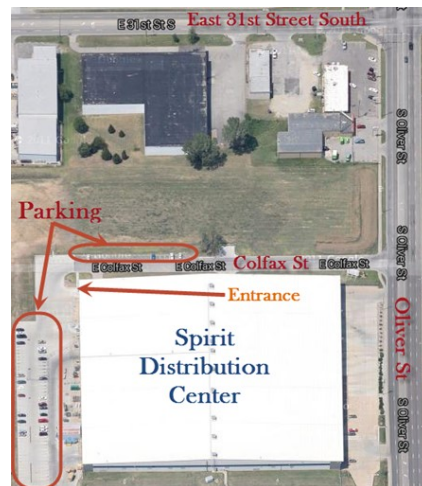 E 31st St S
East 31st Street South
S Oliver St
Parking
S Oliver St
E Colfax St
E Colfax St
Colfax St
E Colfax St
Entrance
Oliver St
Spirit
Distribution
Center
S Oliver St